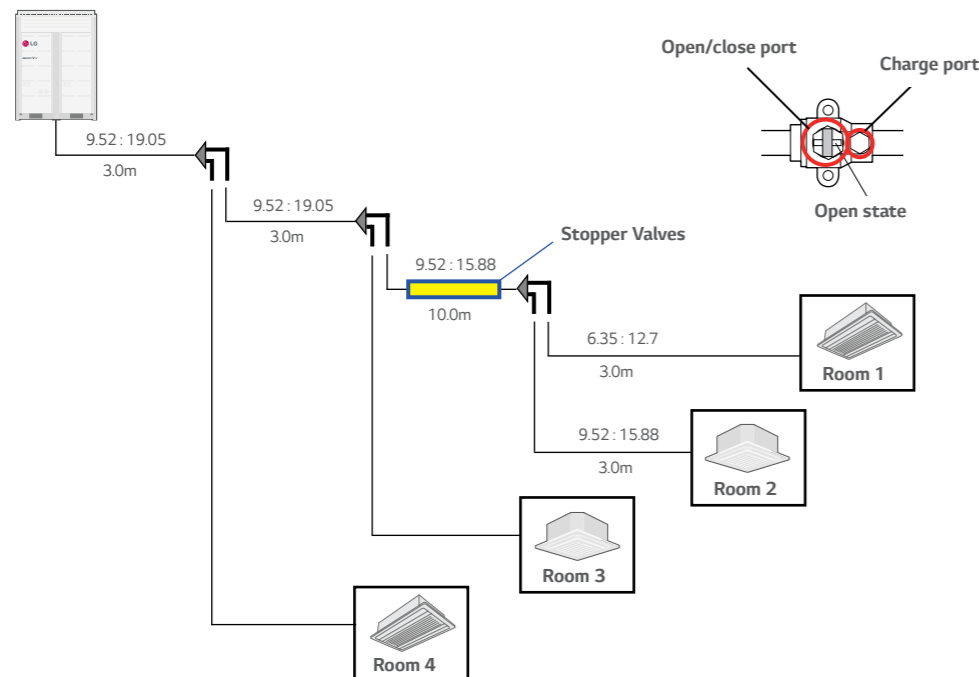 LG
Open/close port
Charge port
Open state
9.52 : 19.05
3.0m
9.52 : 19.05
3.0m
Stopper Valves
9.52 : 15.88
10.0m
6.35 : 12.7
3.0m
Room 1
9.52 : 15.88
3.0m
Room 2
Room 3
Room 4